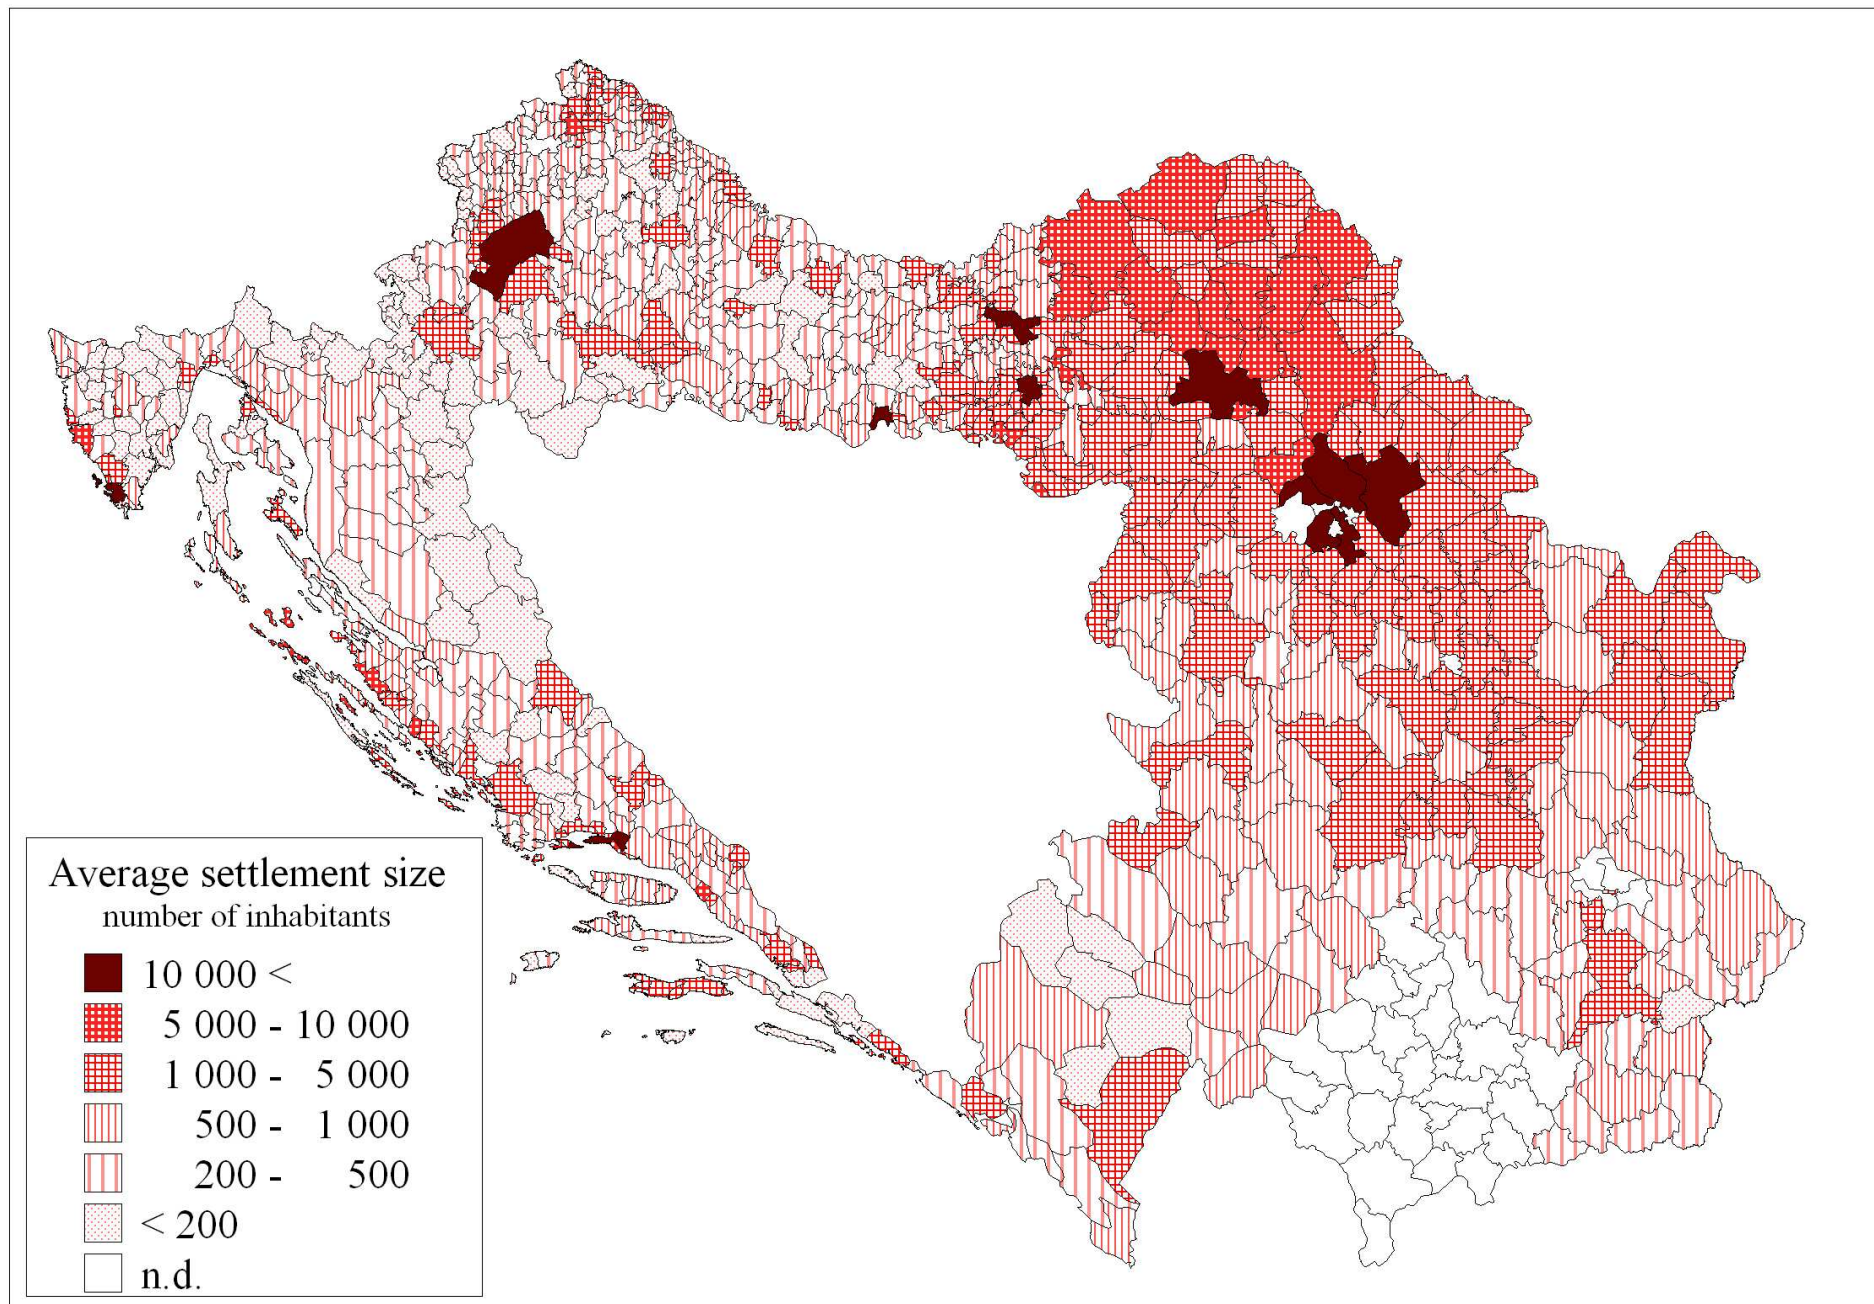 Average settlement size
number of inhabitants
10 000 <
5 000 - 10 000
1 000 - 5 000
500 - 1 000
200 - 500
< 200
n.d.